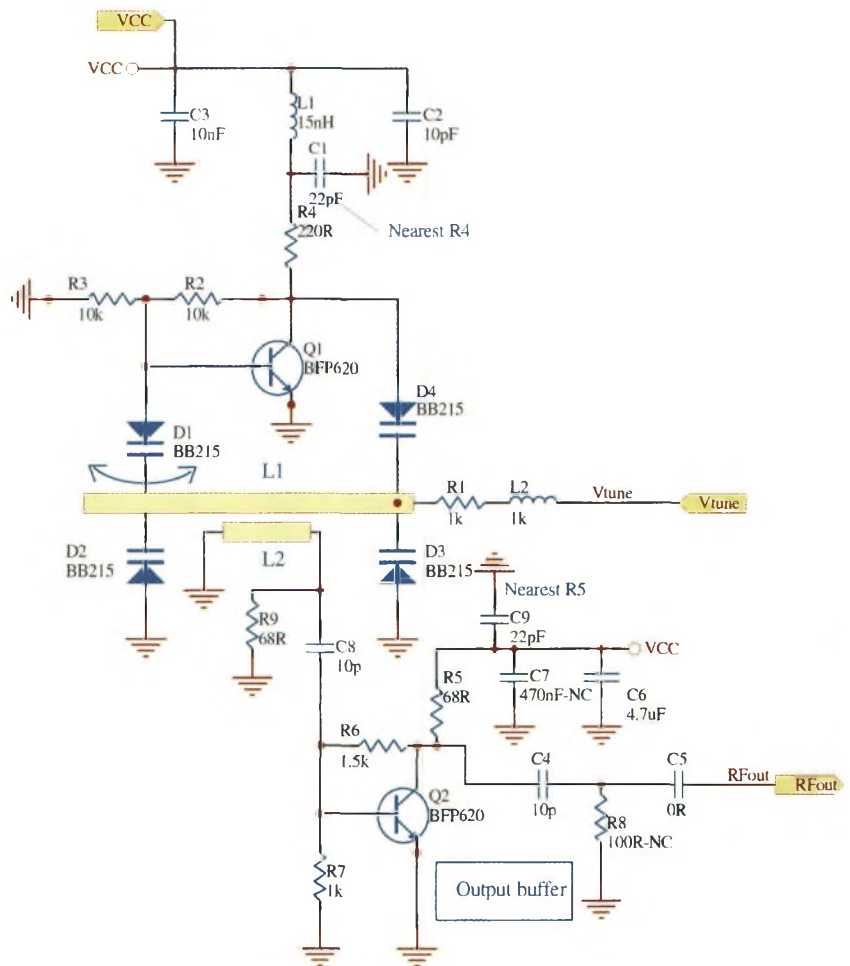 VCC
VCC
C3
10nF
L1
15nH
C2
10pF
C1
22pF
Nearest R4
R4
220R
R3
10k
R2
10k
Q1
BFP620
D4
BB215
D1
BB215
L1
R1
1k
L2
1k
Vtune
Vtune
D2
BB215
L2
D3
BB215
Nearest R5
R9
68R
C8
10p
C9
22pF
VCC
R5
68R
C7
470nF-NC
C6
4.7uF
R6
1.5k
C4
10p
C5
0R
RFout
RFout
Q2
BFP620
R8
100R-NC
R7
1k
Output buffer